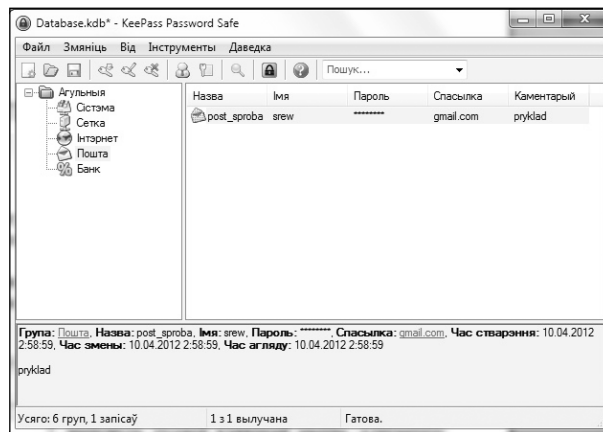 Database.kdb* - KeePass Password Safe
Файл Змяніць Від Інструменты Даведка
Пошук...
Агульныя
Сістэма
Сетка
Інтэрнет
Пошта
Банк
Назва Імя Пароль Спасылка Каментарый
post_sproba srew ******** gmail.com pryklad
Група: Пошта, Назва: post_sproba, Імя: srew, Пароль: ********, Спасылка: gmail.com, Час стварэння: 10.04.2012
2:58:59, Час змены: 10.04.2012 2:58:59, Час агляду: 10.04.2012 2:58:59
pryklad
Усяго: 6 груп, 1 запісаў 1 з 1 вылучана Гатова.